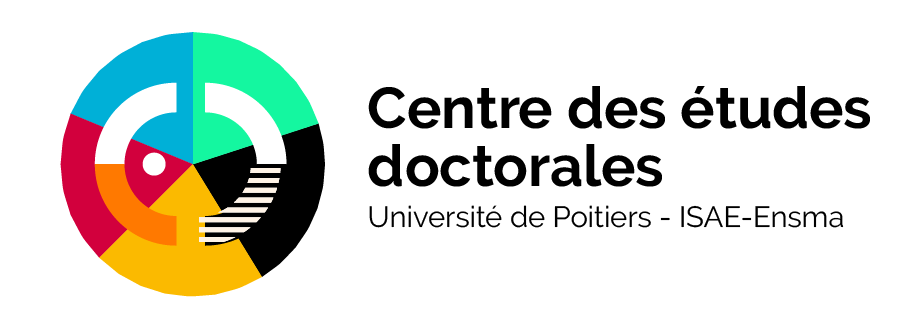 Centre des études
doctorales
Université de Poitiers - ISAE-Ensma